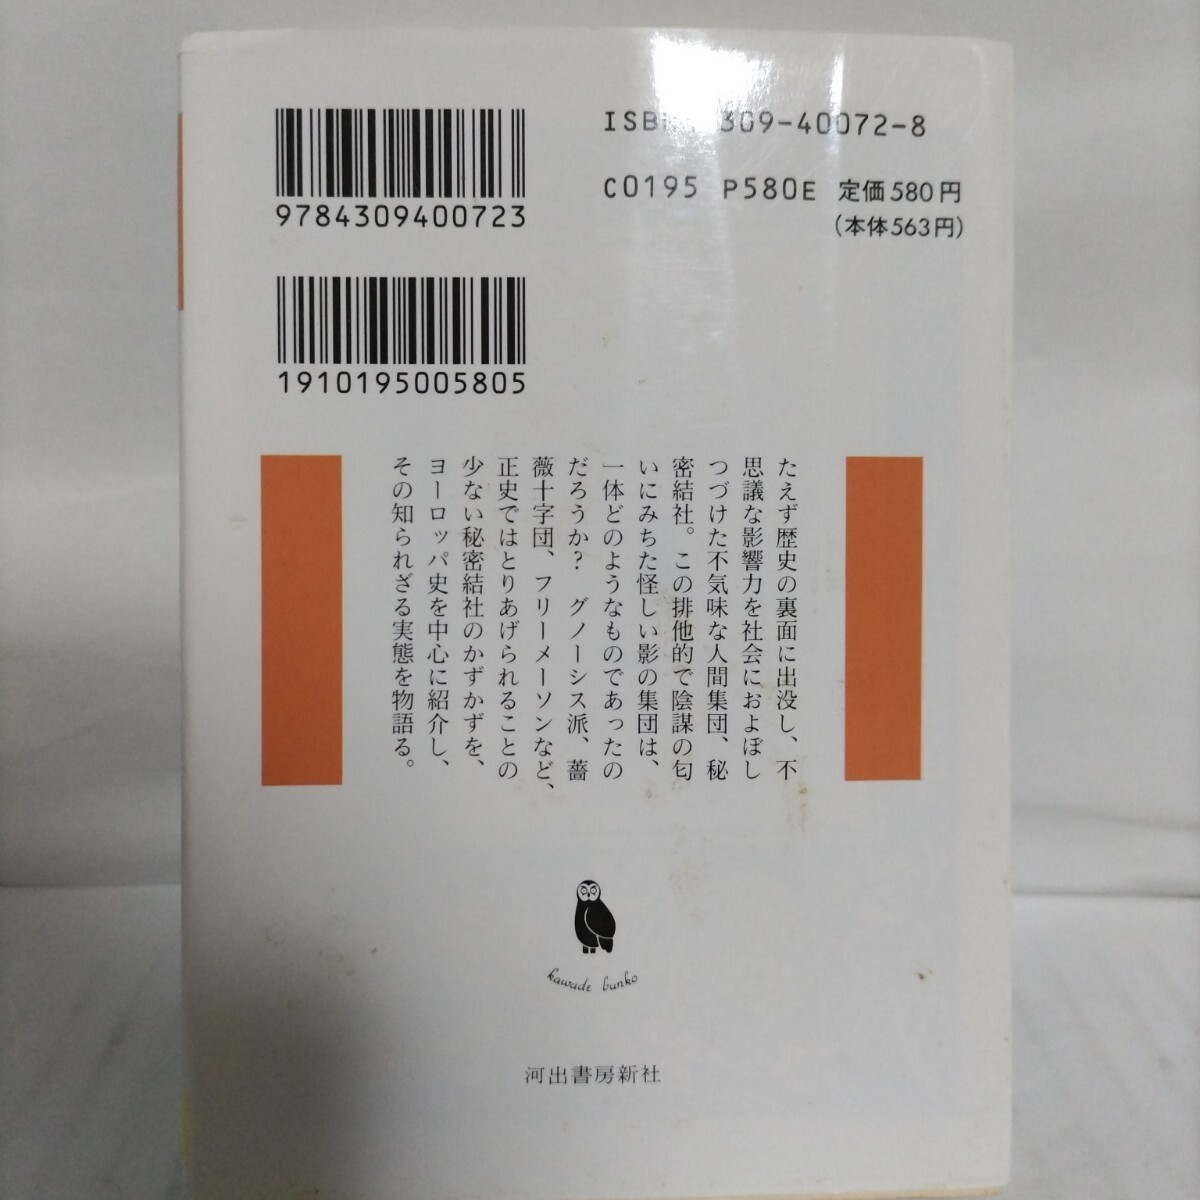 9784309400723
ISBN 309-40072-8
C0195 P580E 定価580円
(本体563円)
1910195005805
たえず歴史の裏面に出没し、不
思議な影響力を社会におよぼし
つづけた不気味な人間集団、秘
密結社。この排他的で陰謀の匂
いにみちた怪しい影の集団は、
一体どのようなものであったの
だろうか? グノーシス派、薔
薇十字団、フリーメーソンなど、
正史ではとりあげられることの
少ない秘密結社のかずかずを、
ヨーロッパ史を中心に紹介し、
その知られざる実態を物語る。
kawade bunko
河出書房新社